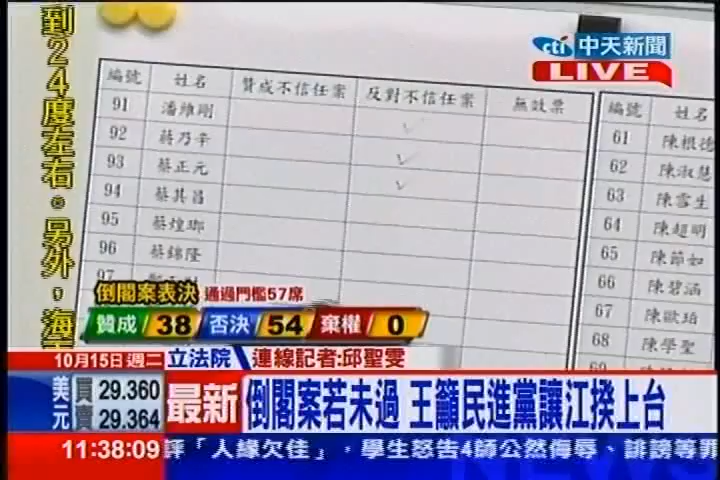 到24度左右。另外，海
cti 中天新聞
LIVE
編號 姓名 贊成不信任案 反對不信任案 無效票
91 潘維剛
92 蔣乃辛
93 蔡正元
94 蔡其昌
95 蔡煌瑯
96 蔡錦隆
97
編號 姓名
61 陳根德
62 陳淑慧
63 陳雪生
64 陳超明
65 陳節如
66 陳碧涵
67 陳歐珀
68 陳學聖
倒閣案表決 通過門檻57席
贊成 38 否決 54 棄權 0
10月15日 週二 立法院 連線記者:邱聖雯
美元 買 29.360
賣 29.364
最新 倒閣案若未過 王籲民進黨讓江揆上台
11:38:09 評「人緣欠佳」，學生怒告4師公然侮辱、誹謗等罪
NEWS